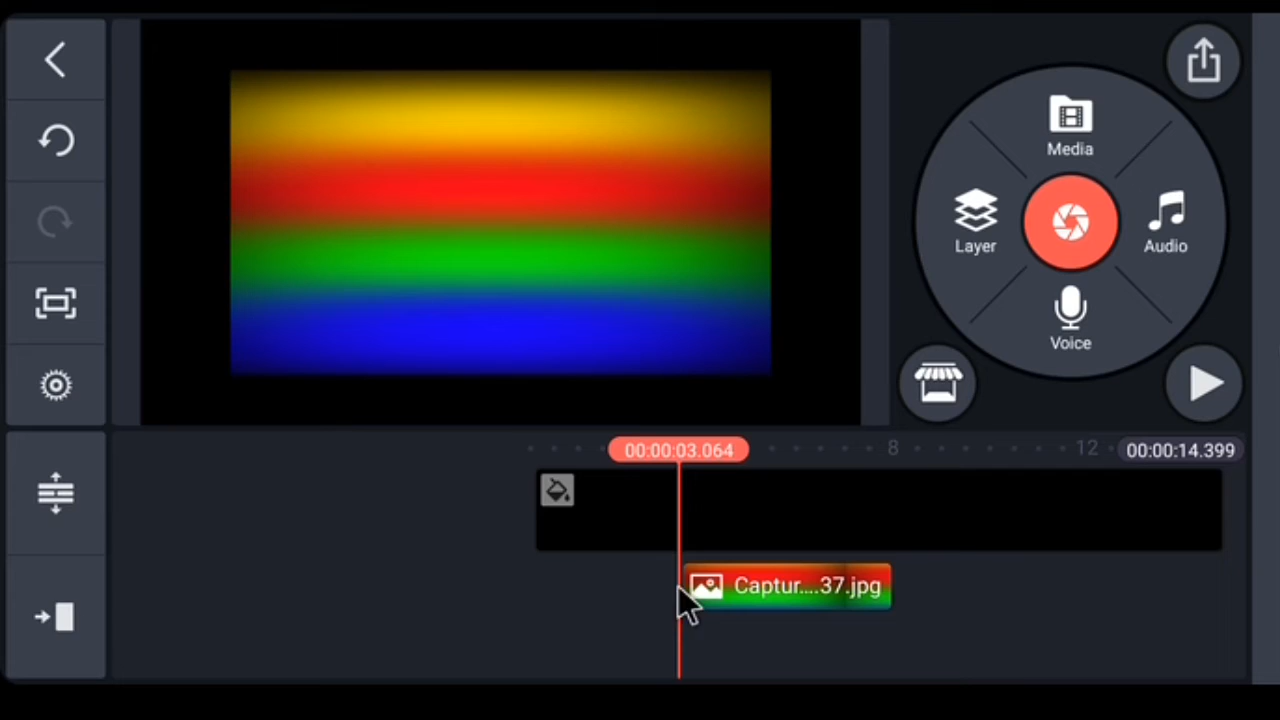 Media
Layer
Audio
Voice
00:00:03.064
8
12
00:00:14.399
Captur....37.jpg